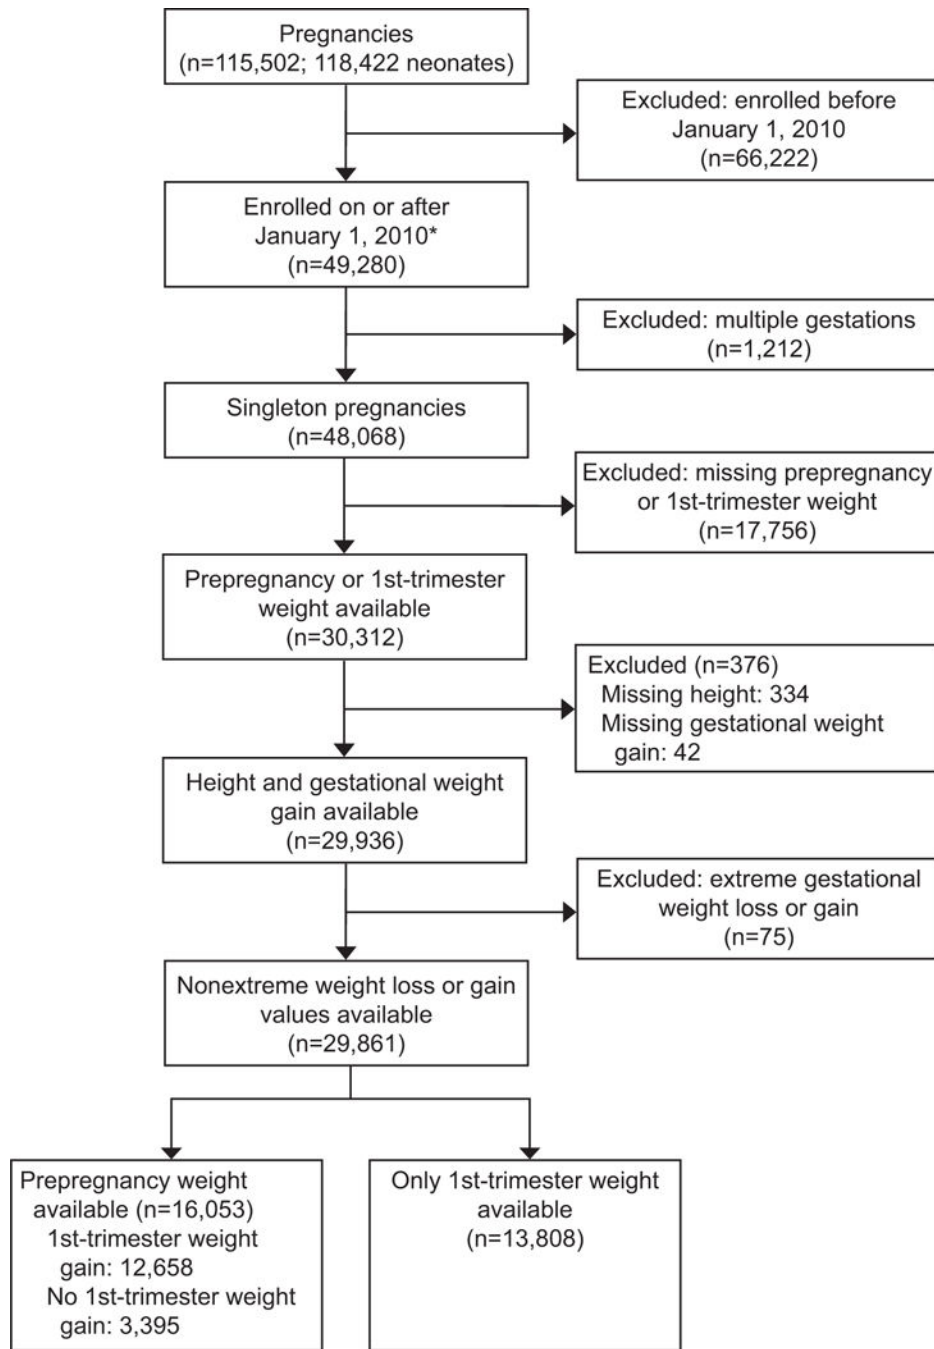 Pregnancies
(n=115,502; 118,422 neonates)
Excluded: enrolled before
January 1, 2010
(n=66,222)
Enrolled on or after
January 1, 2010*
(n=49,280)
Excluded: multiple gestations
(n=1,212)
Singleton pregnancies
(n=48,068)
Excluded: missing prepregnancy
or 1st-trimester weight
(n=17,756)
Prepregnancy or 1st-trimester
weight available
(n=30,312)
Excluded (n=376)
Missing height: 334
Missing gestational weight
gain: 42
Height and gestational weight
gain available
(n=29,936)
Excluded: extreme gestational
weight loss or gain
(n=75)
Nonextreme weight loss or gain
values available
(n=29,861)
Prepregnancy weight
available (n=16,053)
1st-trimester weight
gain: 12,658
No 1st-trimester weight
gain: 3,395
Only 1st-trimester weight
available
(n=13,808)